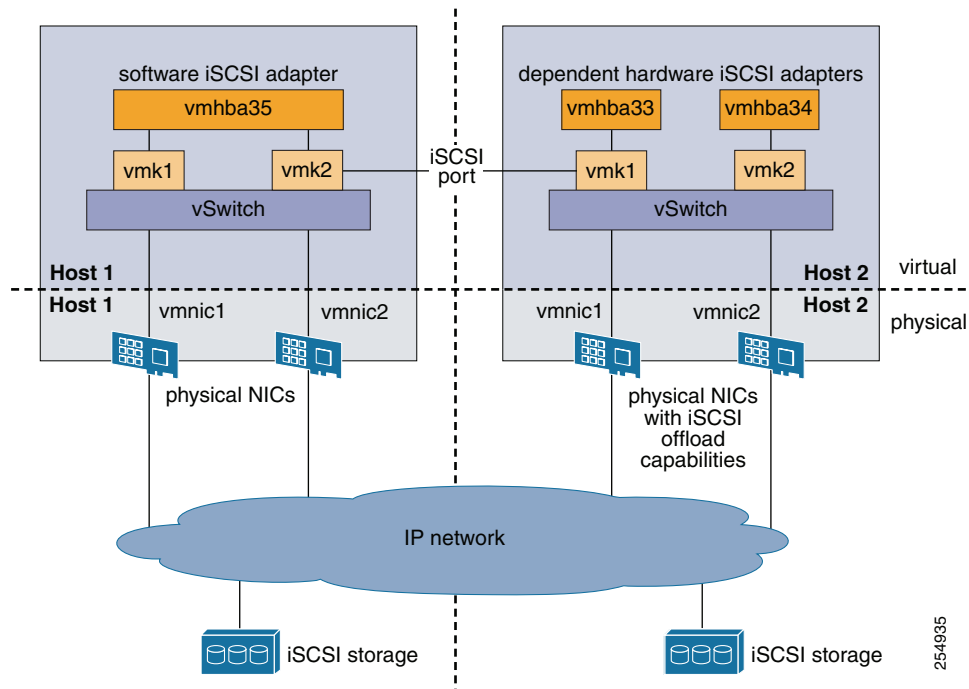 software iSCSI adapter
vmhba35
vmk1
vmk2
vSwitch
Host 1
Host 1
vmnic1
vmnic2
physical NICs
iSCSI
port
dependent hardware iSCSI adapters
vmhba33
vmhba34
vmk1
vmk2
vSwitch
Host 2
Host 2
virtual
physical
vmnic1
vmnic2
physical NICs
with iSCSI
offload
capabilities
IP network
iSCSI storage
iSCSI storage
254935